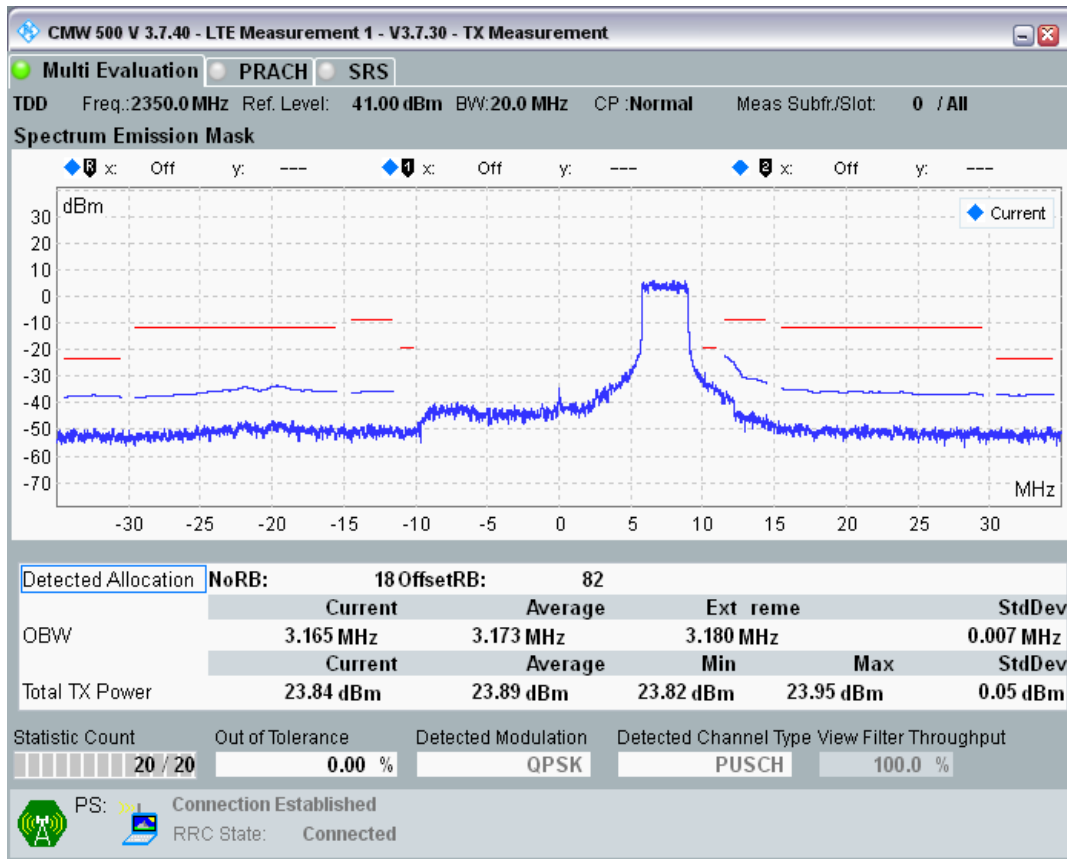 CMW 500 V 3.7.40 - LTE Measurement 1 - V3.7.30 - TX Measurement
Multi Evaluation PRACH SRS
TDD Freq.:2350.0 MHz Ref. Level: 41.00 dBm BW:20.0 MHz CP :Normal Meas Subfr./Slot: 0 / All
Spectrum Emission Mask
R x: Off y: --- 1 x: Off y: --- 2 x: Off y: ---
dBm
Current
30
20
10
0
-10
-20
-30
-40
-50
-60
-70
MHz
-30 -25 -20 -15 -10 -5 0 5 10 15 20 25 30
Detected Allocation NoRB: 18 OffsetRB: 82
Current Average Ext reme StdDev
OBW 3.165 MHz 3.173 MHz 3.180 MHz 0.007 MHz
Current Average Min Max StdDev
Total TX Power 23.84 dBm 23.89 dBm 23.82 dBm 23.95 dBm 0.05 dBm
Statistic Count Out of Tolerance Detected Modulation Detected Channel Type View Filter Throughput
20 / 20 0.00 % QPSK PUSCH 100.0 %
PS: Connection Established
RRC State: Connected